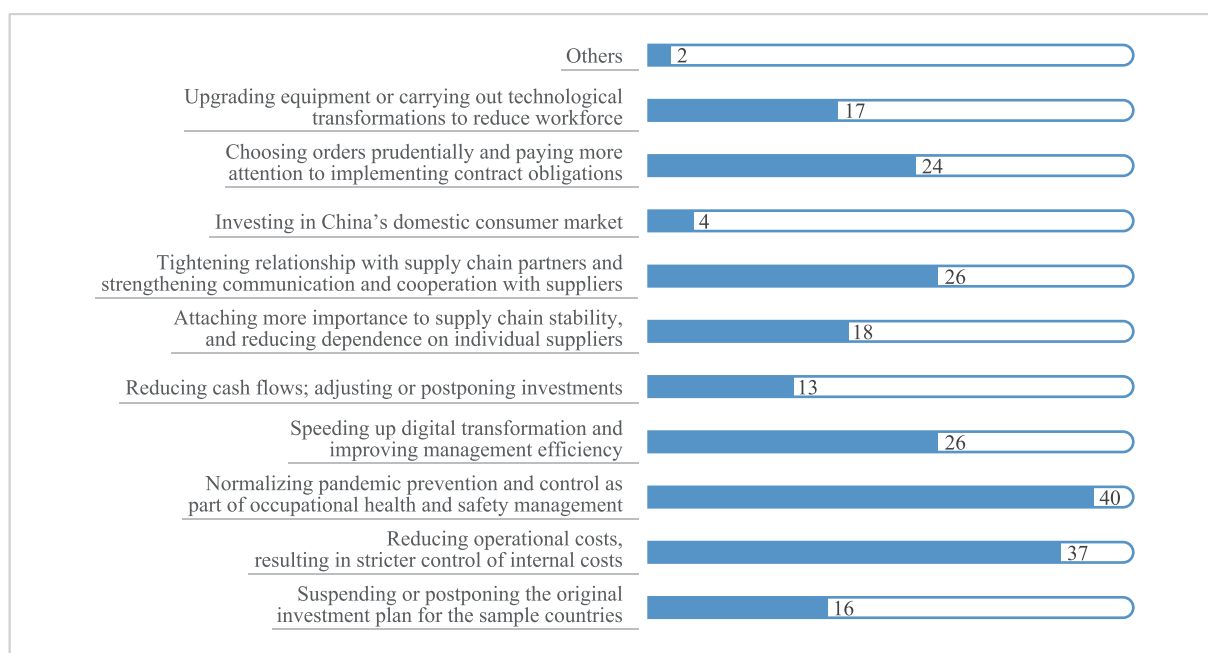 Others
2
Upgrading equipment or carrying out technological
transformations to reduce workforce
17
Choosing orders prudentially and paying more
attention to implementing contract obligations
24
Investing in China’s domestic consumer market
4
Tightening relationship with supply chain partners and
strengthening communication and cooperation with suppliers
26
Attaching more importance to supply chain stability,
and reducing dependence on individual suppliers
18
Reducing cash flows; adjusting or postponing investments
13
Speeding up digital transformation and
improving management efficiency
26
Normalizing pandemic prevention and control as
part of occupational health and safety management
40
Reducing operational costs,
resulting in stricter control of internal costs
37
Suspending or postponing the original
investment plan for the sample countries
16